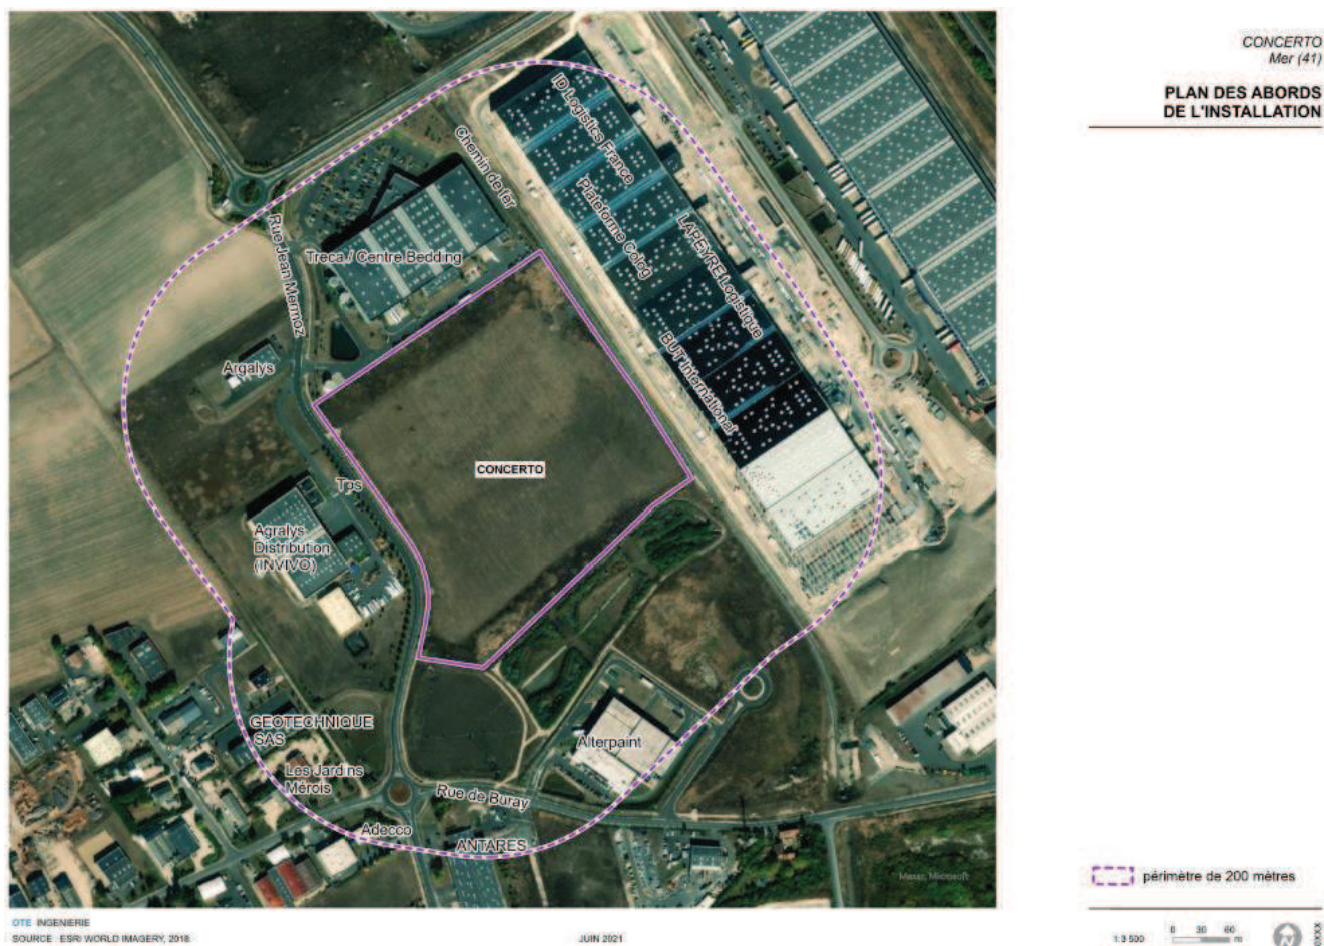 CONCERTO
Mer (41)
PLAN DES ABORDS
DE L'INSTALLATION
ID Logistics France
Chemin de fer
Plateforme Colog
LAPEYRE Logistique
Rue Jean Mermoz
Treca / Centre Bedding
BUT International
Argalys
CONCERTO
Tps
Agralys
Distribution
(INVIVO)
GEOTECHNIQUE
SAS
Alterpaint
Les Jardins
Mérois
Rue de Buray
Adecco
ANTARES
Maxar, Microsoft
périmètre de 200 mètres
OTE INGENIERIE
SOURCE : ESRI WORLD IMAGERY, 2018
JUIN 2021
1:3 500
0 30 60
m
N